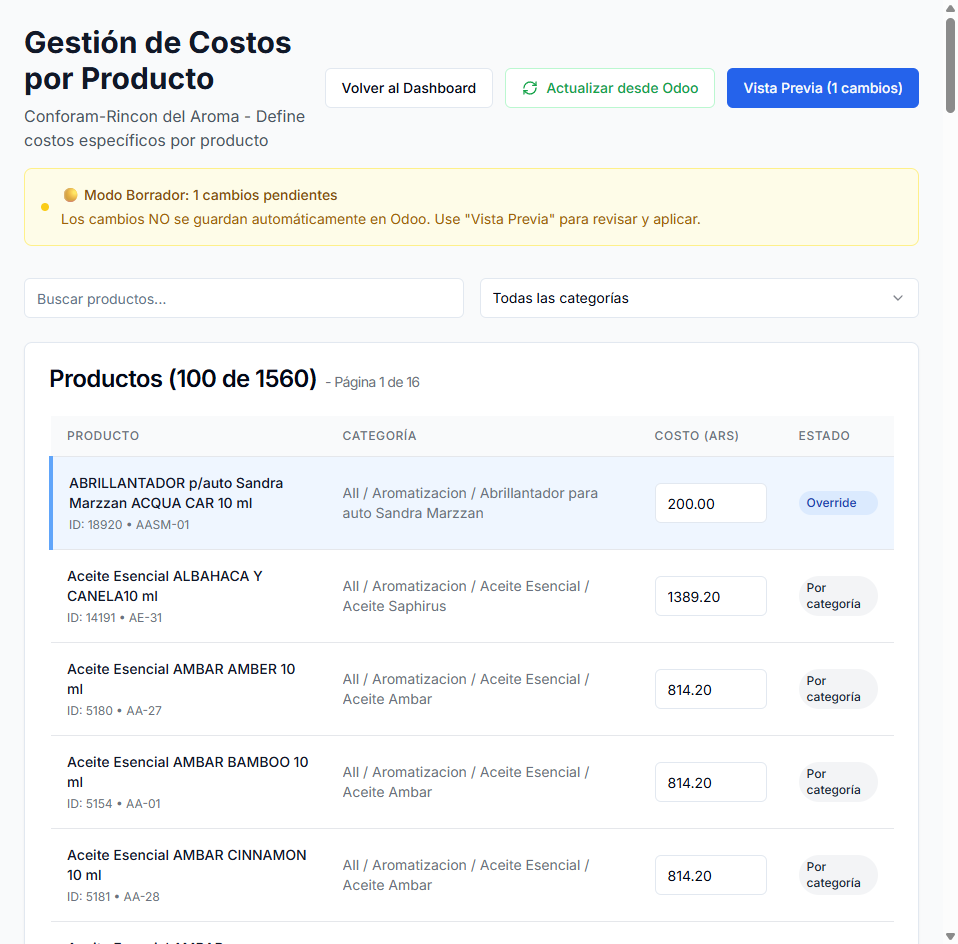 Gestión de Costos
por Producto
Conforam-Rincon del Aroma - Define
costos específicos por producto
Volver al Dashboard
Actualizar desde Odoo
Vista Previa (1 cambios)
Modo Borrador: 1 cambios pendientes
Los cambios NO se guardan automáticamente en Odoo. Use "Vista Previa" para revisar y aplicar.
Buscar productos...
Todas las categorías
Productos (100 de 1560) - Página 1 de 16
PRODUCTO CATEGORÍA COSTO (ARS) ESTADO
ABRILLANTADOR p/auto Sandra
Marzzan ACQUA CAR 10 ml
ID: 18920 • AASM-01
All / Aromatizacion / Abrillantador para
auto Sandra Marzzan
200.00
Override
Aceite Esencial ALBAHACA Y
CANELA10 ml
ID: 14191 • AE-31
All / Aromatizacion / Aceite Esencial /
Aceite Saphirus
1389.20
Por
categoría
Aceite Esencial AMBAR AMBER 10
ml
ID: 5180 • AA-27
All / Aromatizacion / Aceite Esencial /
Aceite Ambar
814.20
Por
categoría
Aceite Esencial AMBAR BAMBOO 10
ml
ID: 5154 • AA-01
All / Aromatizacion / Aceite Esencial /
Aceite Ambar
814.20
Por
categoría
Aceite Esencial AMBAR CINNAMON
10 ml
ID: 5181 • AA-28
All / Aromatizacion / Aceite Esencial /
Aceite Ambar
814.20
Por
categoría